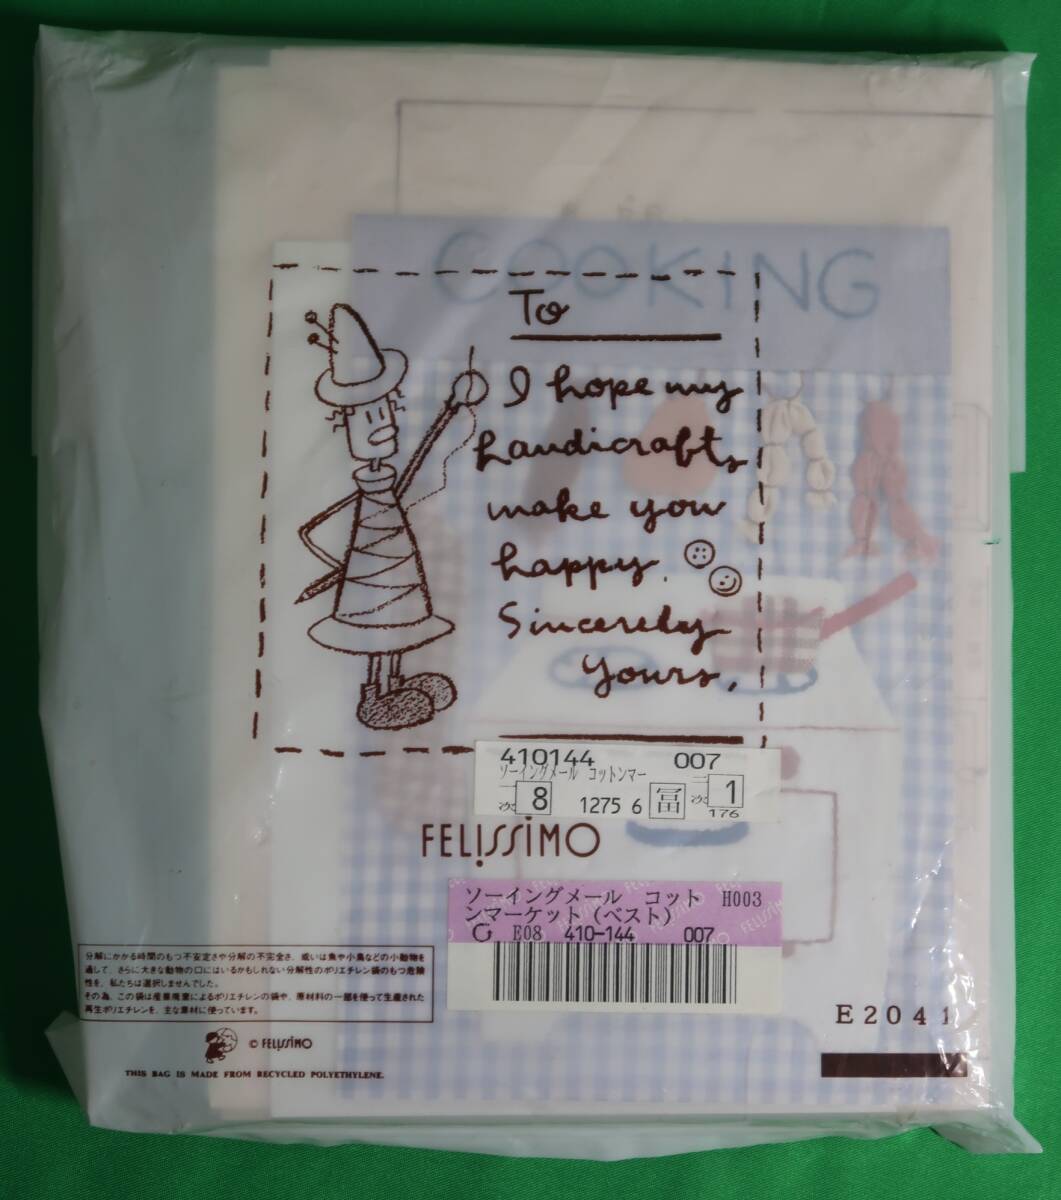 COOKING
To
I hope my
handicrafts
make you
happy.
Sincerely
yours,
410144 007
ソーイングメール コットンマー
二次 8 1275 6 冨 二次 1
176
FELISSIMO
ソーイングメール コット H003
ンマーケット(ベスト)
E08 410-144 007
分解にかかる時間のもつ不安定さや分解の不完全さ、或いは魚や小鳥などの小動物を
通して、さらに大きな動物の口にはいるかもしれない分解性のポリエチレン袋のもつ危険
性を、私たちは選択しませんでした。
その為、この袋は産業廃棄によるポリエチレンの袋や、原材料の一部を使って生産された
再生ポリエチレンを、主な素材に使っています。
E2041
© FELISSIMO
THIS BAG IS MADE FROM RECYCLED POLYETHYLENE.